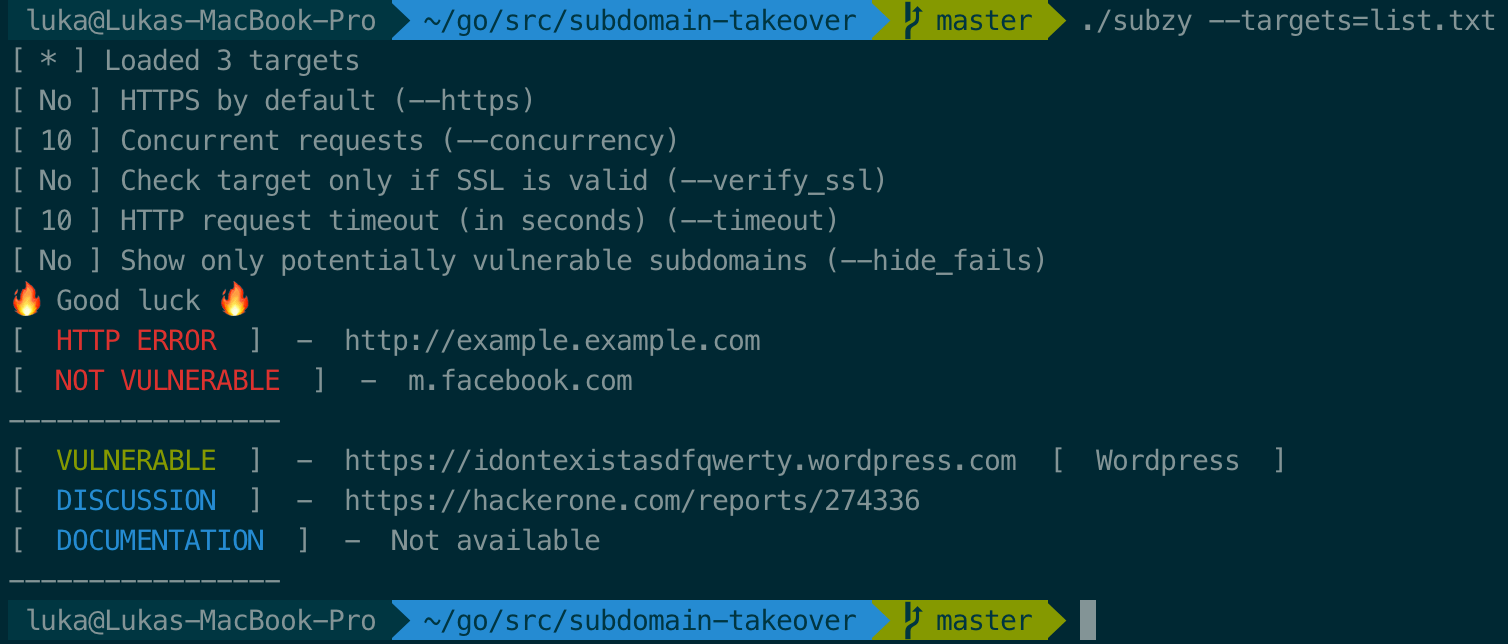 luka@Lukas-MacBook-Pro ~/go/src/subdomain-takeover master ./subzy --targets=list.txt
[ * ] Loaded 3 targets
[ No ] HTTPS by default (--https)
[ 10 ] Concurrent requests (--concurrency)
[ No ] Check target only if SSL is valid (--verify_ssl)
[ 10 ] HTTP request timeout (in seconds) (--timeout)
[ No ] Show only potentially vulnerable subdomains (--hide_fails)
🔥 Good luck 🔥
[ HTTP ERROR ] - http://example.example.com
[ NOT VULNERABLE ] - m.facebook.com
-----------------
[ VULNERABLE ] - https://idontexistasdfqwerty.wordpress.com [ Wordpress ]
[ DISCUSSION ] - https://hackerone.com/reports/274336
[ DOCUMENTATION ] - Not available
-----------------
luka@Lukas-MacBook-Pro ~/go/src/subdomain-takeover master